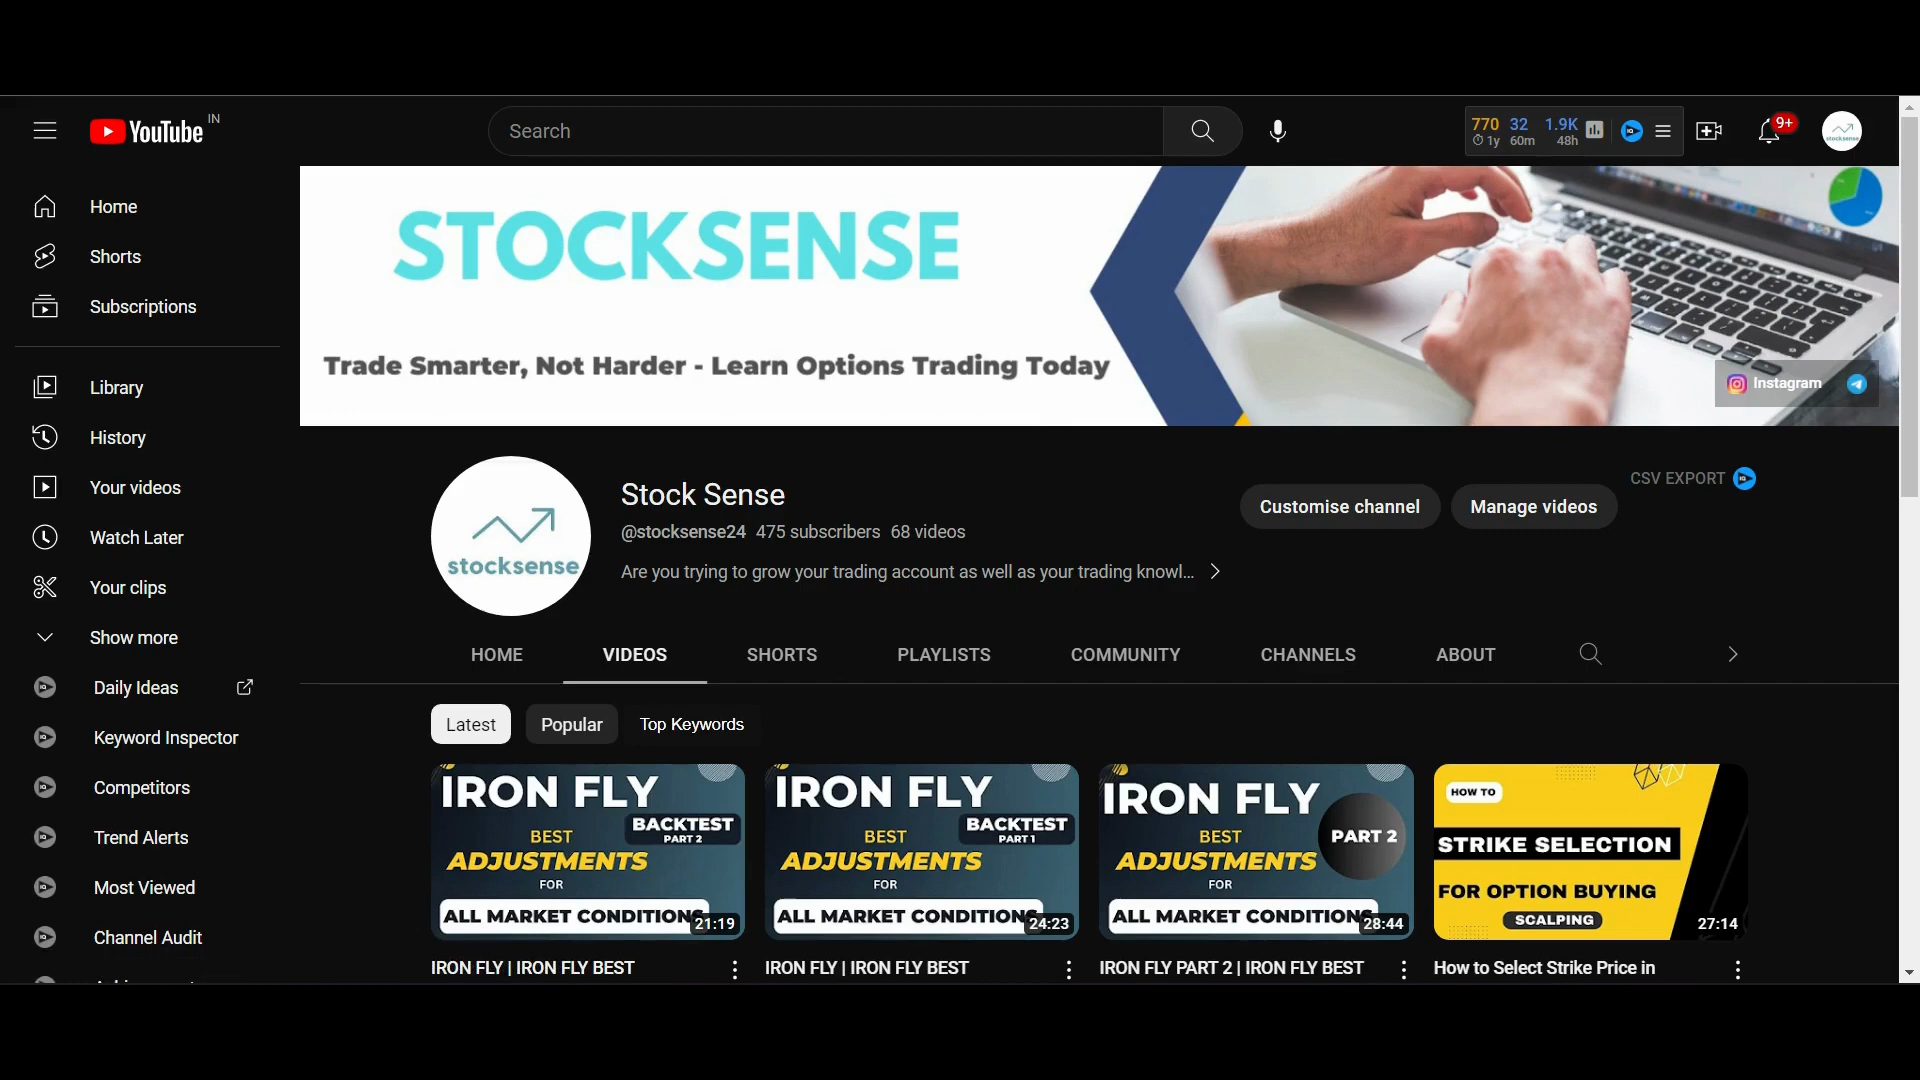 YouTube IN
Search
770 32 1.9K
1y 60m 48h
9+
stocksense
Home
Shorts
Subscriptions
Library
History
Your videos
Watch Later
Your clips
Show more
Daily Ideas
Keyword Inspector
Competitors
Trend Alerts
Most Viewed
Channel Audit
STOCKSENSE
Trade Smarter, Not Harder - Learn Options Trading Today
Instagram
stocksense
Stock Sense
@stocksense24 475 subscribers 68 videos
Are you trying to grow your trading account as well as your trading knowl...
Customise channel
Manage videos
CSV EXPORT
HOME VIDEOS SHORTS PLAYLISTS COMMUNITY CHANNELS ABOUT
Latest Popular Top Keywords
IRON FLY
BACKTEST
PART 2
BEST
ADJUSTMENTS
FOR
ALL MARKET CONDITIONS
21:19
IRON FLY | IRON FLY BEST
IRON FLY
BACKTEST
PART 1
BEST
ADJUSTMENTS
FOR
ALL MARKET CONDITIONS
24:23
IRON FLY | IRON FLY BEST
IRON FLY
BEST
PART 2
ADJUSTMENTS
FOR
ALL MARKET CONDITIONS
28:44
IRON FLY PART 2 | IRON FLY BEST
HOW TO
STRIKE SELECTION
FOR OPTION BUYING
SCALPING
27:14
How to Select Strike Price in